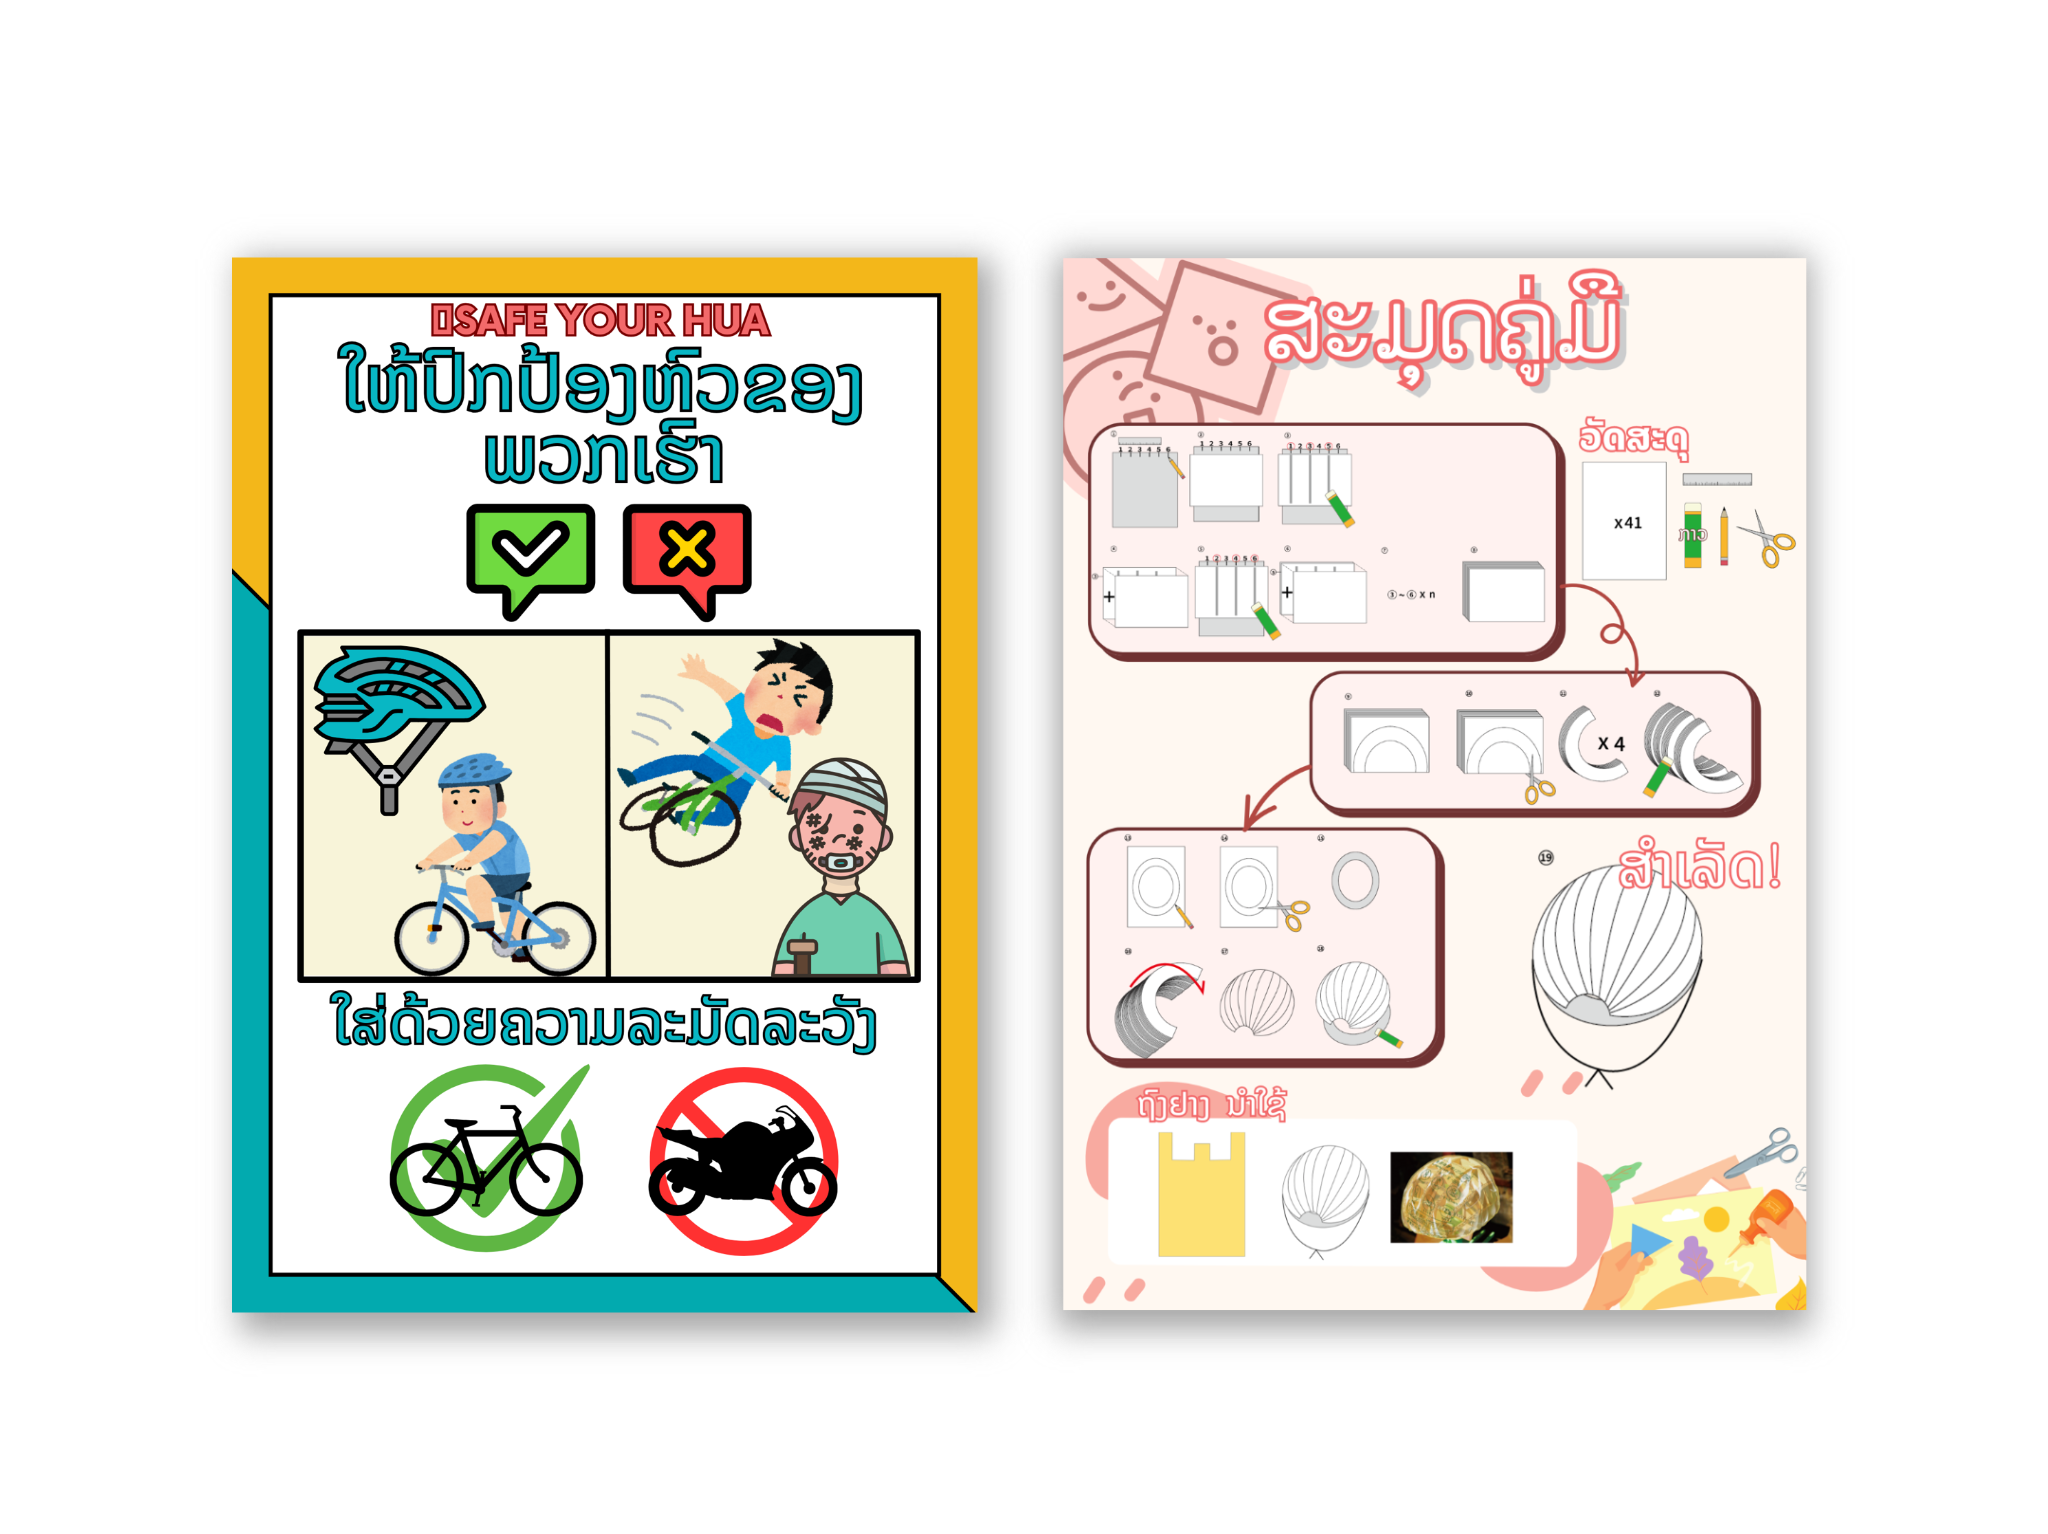 SAFE YOUR HUA
ໃຫ້ປົກປ້ອງຫົວຂອງ
ພວກເຮົາ
ໃສ່ດ້ວຍຄວາມລະມັດລະວັງ
ສະມຸດຄູ່ມື
ວັດສະດຸ
x41
ກາວ
1 2 3 4 5 6
1 2 3 4 5 6
1 2 3 4 5 6
1 2 3 4 5 6
+
+
③~⑥ x n
X 4
ສຳເລັດ!
⑲
ຖົງຢາງ ນຳໃຊ້